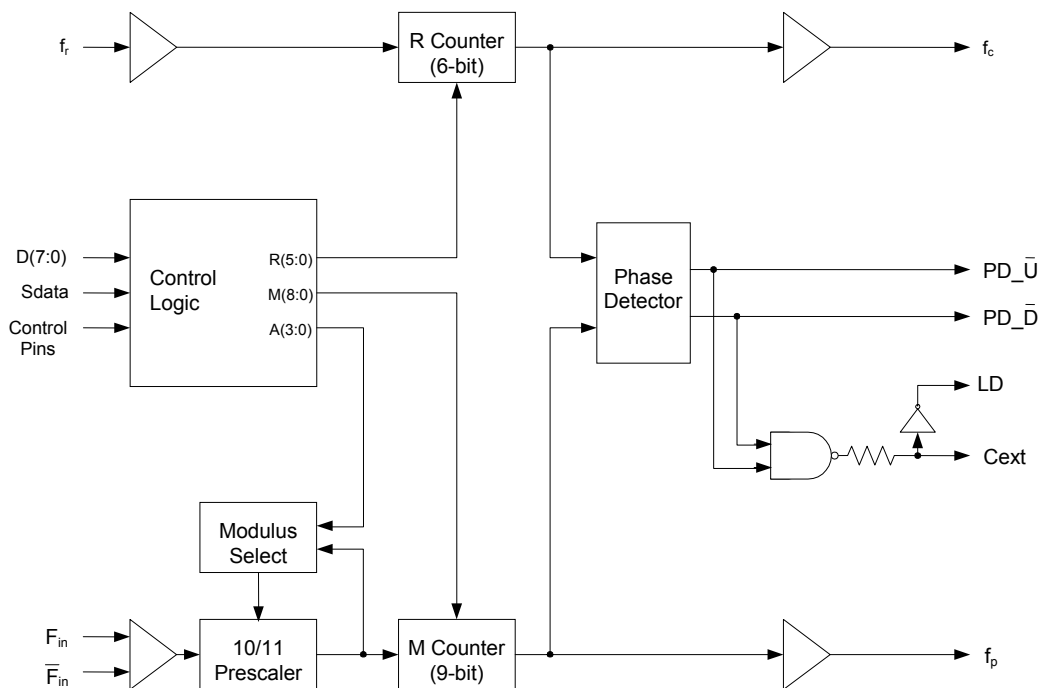 fr
R Counter
(6-bit)
fc
D(7:0)
Sdata
Control
Pins
Control
Logic
R(5:0)
M(8:0)
A(3:0)
Phase
Detector
PD_U̅
PD_D̅
LD
Cext
Modulus
Select
Fin
F̅in
10/11
Prescaler
M Counter
(9-bit)
fp